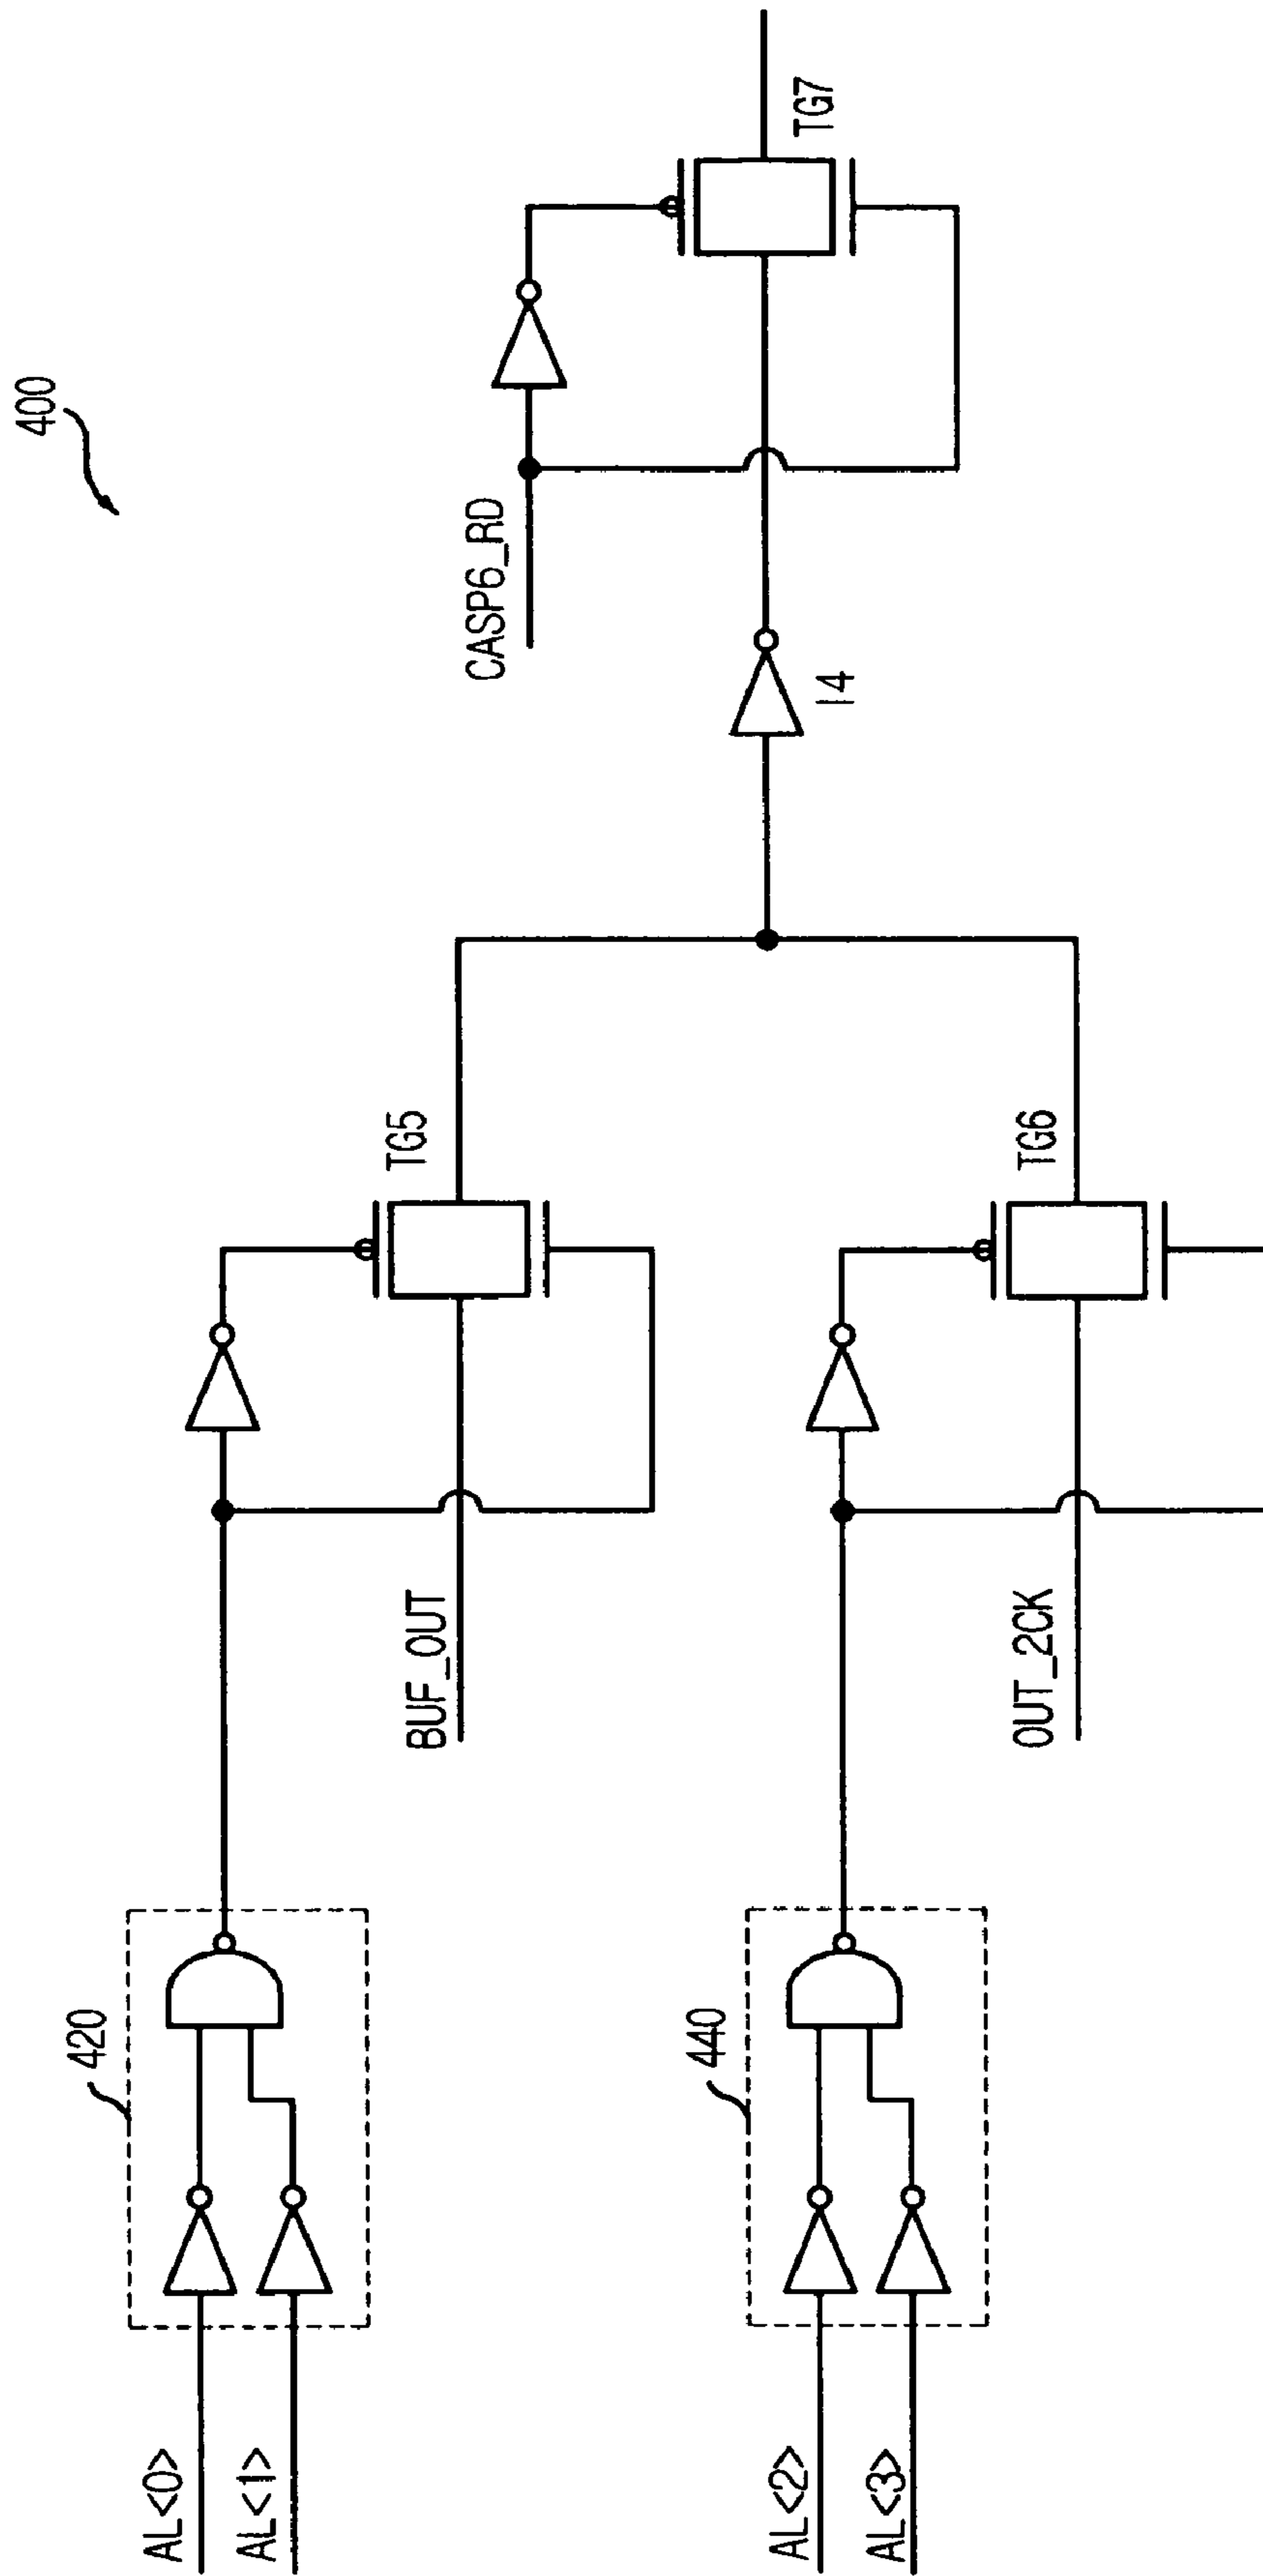 400
CASP6_RD
TG7
I4
TG5
BUF_OUT
TG6
OUT_2CK
420
440
AL<0>
AL<1>
AL<2>
AL<3>